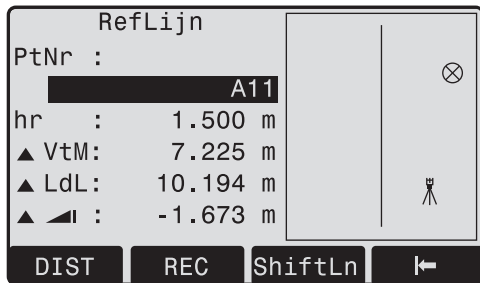 RefLijn
PtNr :
A11
hr : 1.500 m
▲ VtM: 7.225 m
▲ LdL: 10.194 m
▲ ◢ : -1.673 m
DIST REC ShiftLn